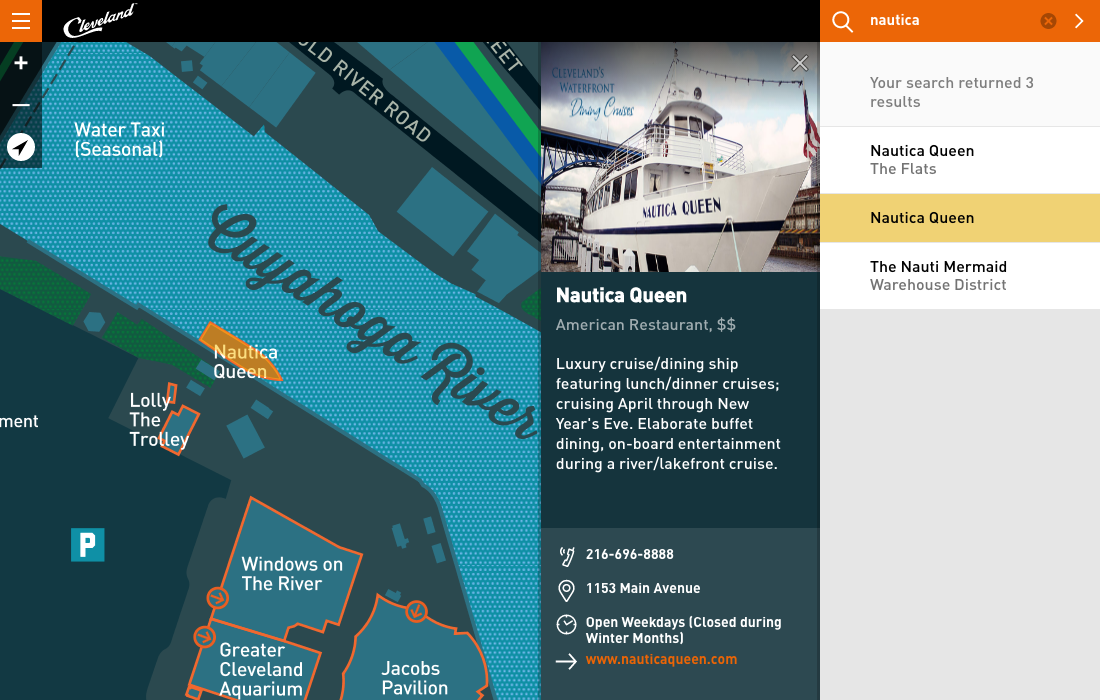 Cleveland
nautica
Your search returned 3
results
Nautica Queen
The Flats
Nautica Queen
The Nauti Mermaid
Warehouse District
OLD RIVER ROAD
EET
Water Taxi
(Seasonal)
Cuyahoga River
Nautica
Queen
Lolly
The
Trolley
ment
P
Windows on
The River
Greater
Cleveland
Aquarium
Jacobs
Pavilion
CLEVELAND'S
WATERFRONT
Dining Cruises
NAUTICA QUEEN
Nautica Queen
American Restaurant, $$
Luxury cruise/dining ship
featuring lunch/dinner cruises;
cruising April through New
Year's Eve. Elaborate buffet
dining, on-board entertainment
during a river/lakefront cruise.
216-696-8888
1153 Main Avenue
Open Weekdays (Closed during
Winter Months)
www.nauticaqueen.com